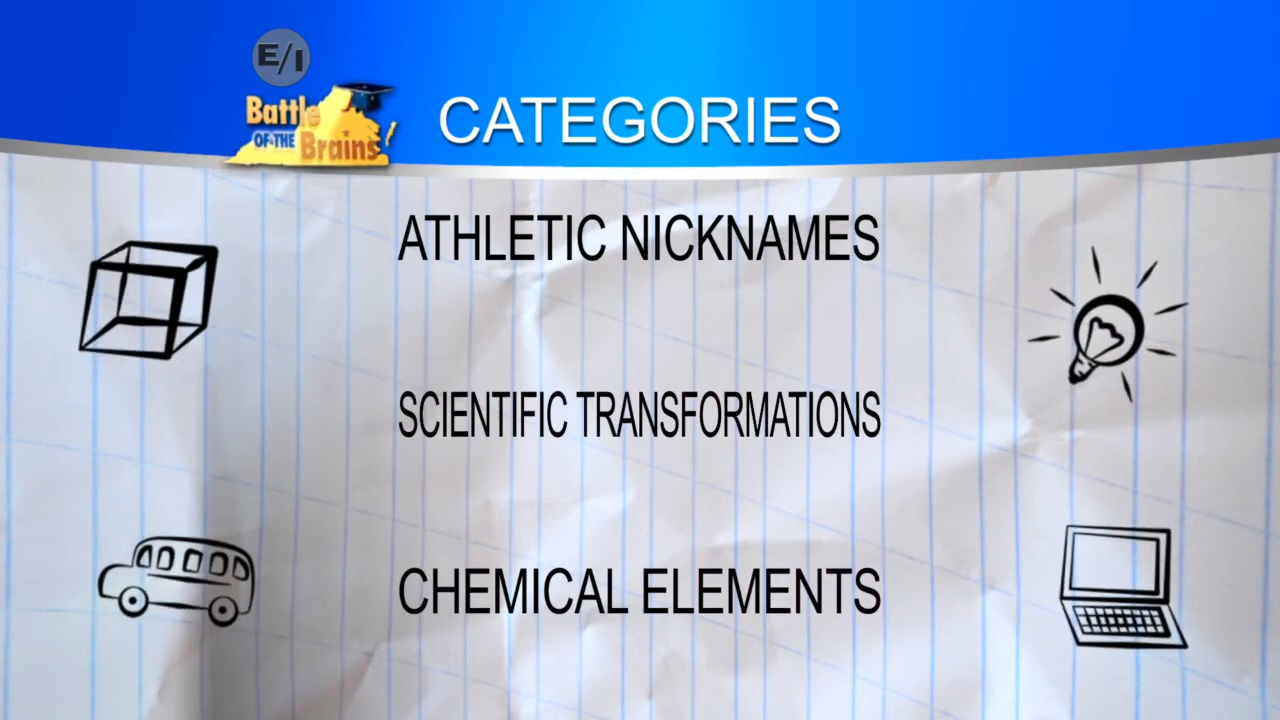 E/I
Battle
OF THE
Brains
CATEGORIES
ATHLETIC NICKNAMES
SCIENTIFIC TRANSFORMATIONS
CHEMICAL ELEMENTS